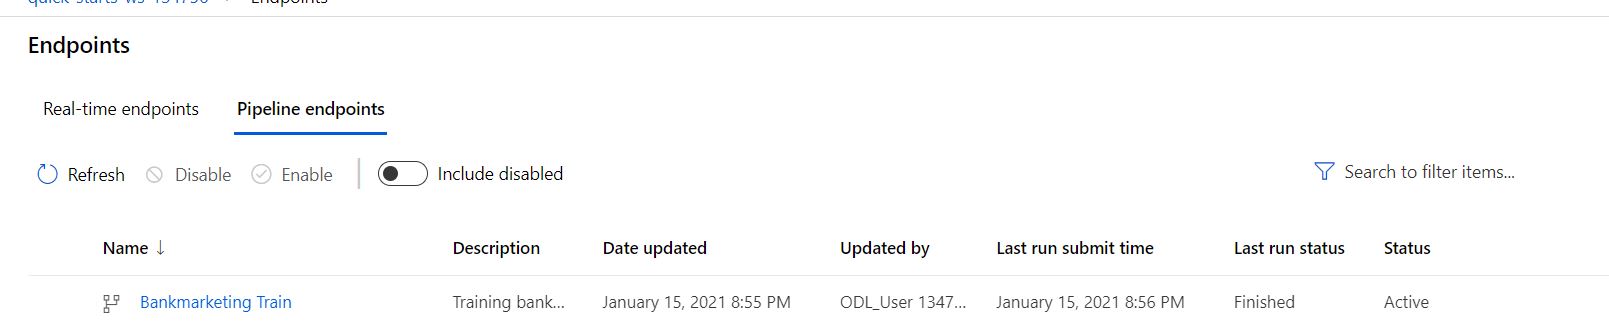 Endpoints
Endpoints
Real-time endpoints Pipeline endpoints
Refresh Disable Enable Include disabled Search to filter items...
Name ↓ Description Date updated Updated by Last run submit time Last run status Status
Bankmarketing Train Training bank... January 15, 2021 8:55 PM ODL_User 1347... January 15, 2021 8:56 PM Finished Active